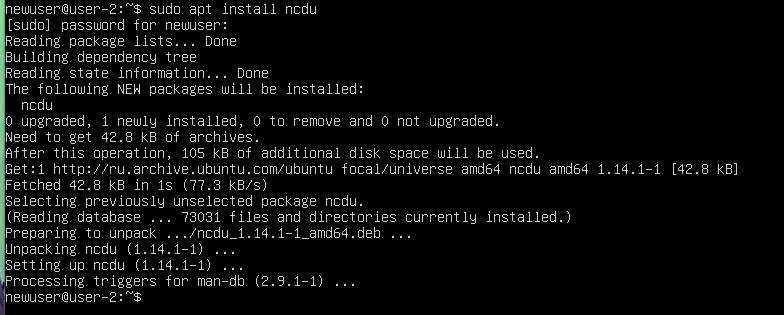 newuser@user-2:~$ sudo apt install ncdu
[sudo] password for newuser:
Reading package lists... Done
Building dependency tree
Reading state information... Done
The following NEW packages will be installed:
  ncdu
0 upgraded, 1 newly installed, 0 to remove and 0 not upgraded.
Need to get 42.8 kB of archives.
After this operation, 105 kB of additional disk space will be used.
Get:1 http://ru.archive.ubuntu.com/ubuntu focal/universe amd64 ncdu amd64 1.14.1-1 [42.8 kB]
Fetched 42.8 kB in 1s (77.3 kB/s)
Selecting previously unselected package ncdu.
(Reading database ... 73031 files and directories currently installed.)
Preparing to unpack .../ncdu_1.14.1-1_amd64.deb ...
Unpacking ncdu (1.14.1-1) ...
Setting up ncdu (1.14.1-1) ...
Processing triggers for man-db (2.9.1-1) ...
newuser@user-2:~$